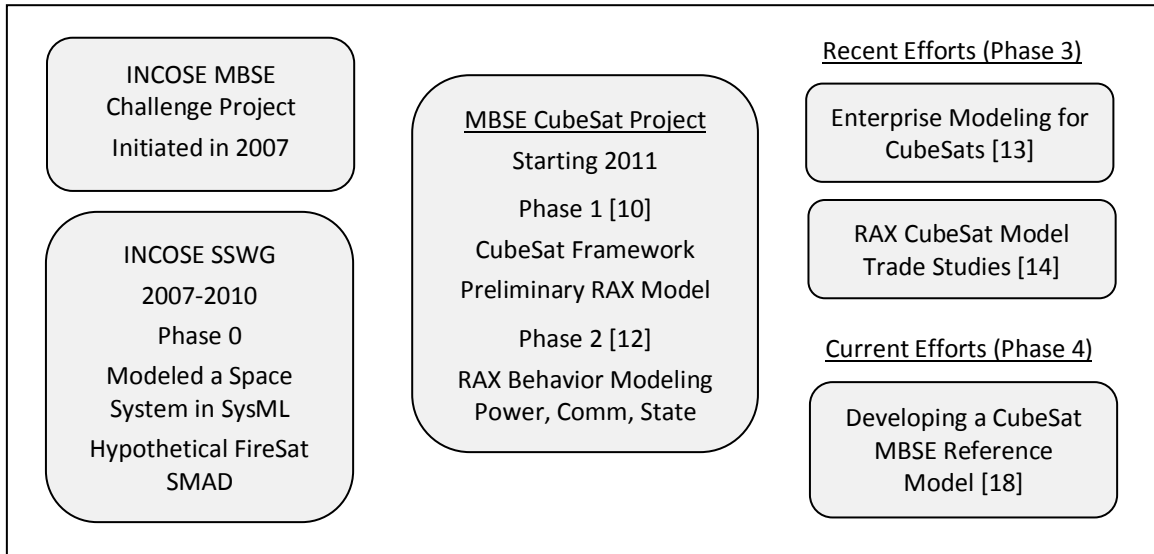 INCOSE MBSE
Challenge Project
Initiated in 2007
INCOSE SSWG
2007-2010
Phase 0
Modeled a Space
System in SysML
Hypothetical FireSat
SMAD
MBSE CubeSat Project
Starting 2011
Phase 1 [10]
CubeSat Framework
Preliminary RAX Model
Phase 2 [12]
RAX Behavior Modeling
Power, Comm, State
Recent Efforts (Phase 3)
Enterprise Modeling for
CubeSats [13]
RAX CubeSat Model
Trade Studies [14]
Current Efforts (Phase 4)
Developing a CubeSat
MBSE Reference
Model [18]